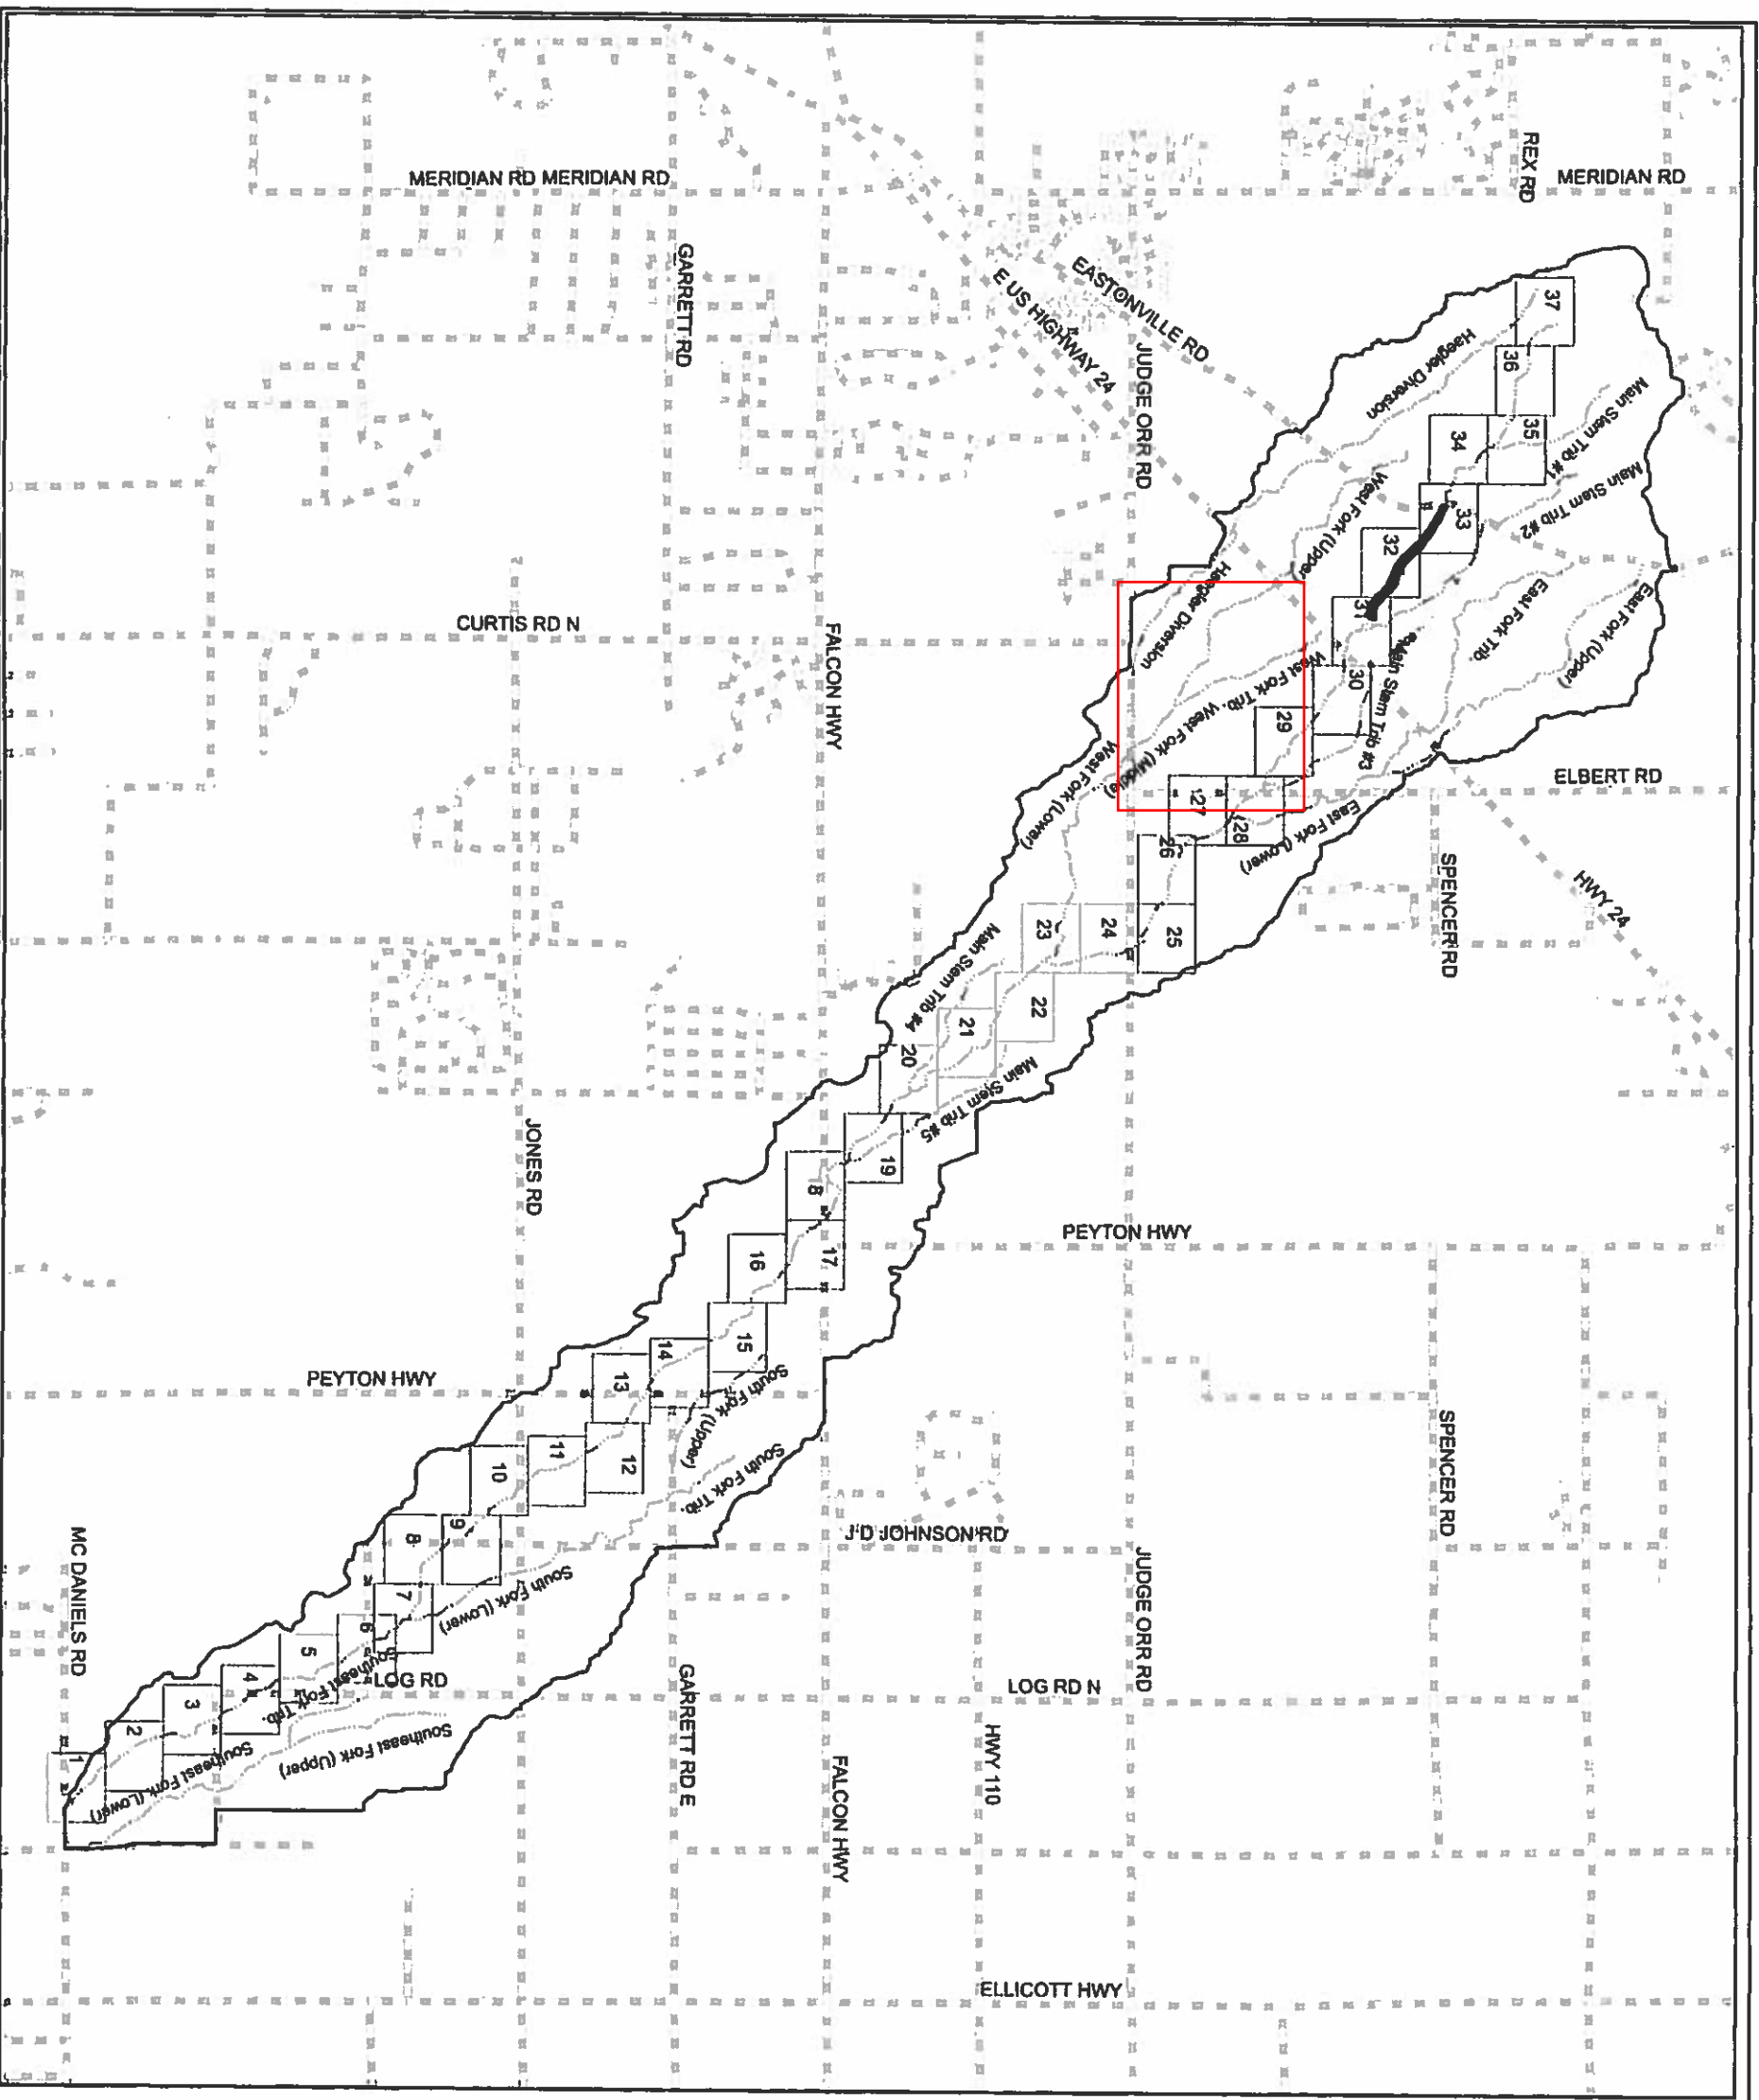 MERIDIAN RD MERIDIAN RD
REX RD
MERIDIAN RD
GARRETT RD
EASTONVILLE RD
E US HIGHWAY 24
JUDGE ORR RD
37
36
35
34
33
32
31
30
29
28
27
26
25
24
23
22
21
20
19
8
17
16
15
14
13
12
11
10
9
8
7
6
5
4
3
2
1
Haegler Diversion
Main Stem Trib #1
Main Stem Trib #2
West Fork (Upper)
East Fork Trib.
East Fork (Upper)
Haegler Diversion
West Fork Trib.
West Fork (Middle)
Main Stem Trib #3
West Fork (Lower)
East Fork (Lower)
CURTIS RD N
FALCON HWY
ELBERT RD
SPENCER RD
HWY 24
Main Stem Trib #4
Main Stem Trib #5
JONES RD
PEYTON HWY
PEYTON HWY
South Fork (Upper)
South Fork Trib.
SPENCER RD
J D JOHNSON RD
JUDGE ORR RD
South Fork (Lower)
MC DANIELS RD
Southeast Fork Trib.
LOG RD
GARRETT RD E
LOG RD N
HWY 110
FALCON HWY
Southeast Fork (Upper)
Southeast Fork (Lower)
ELLICOTT HWY